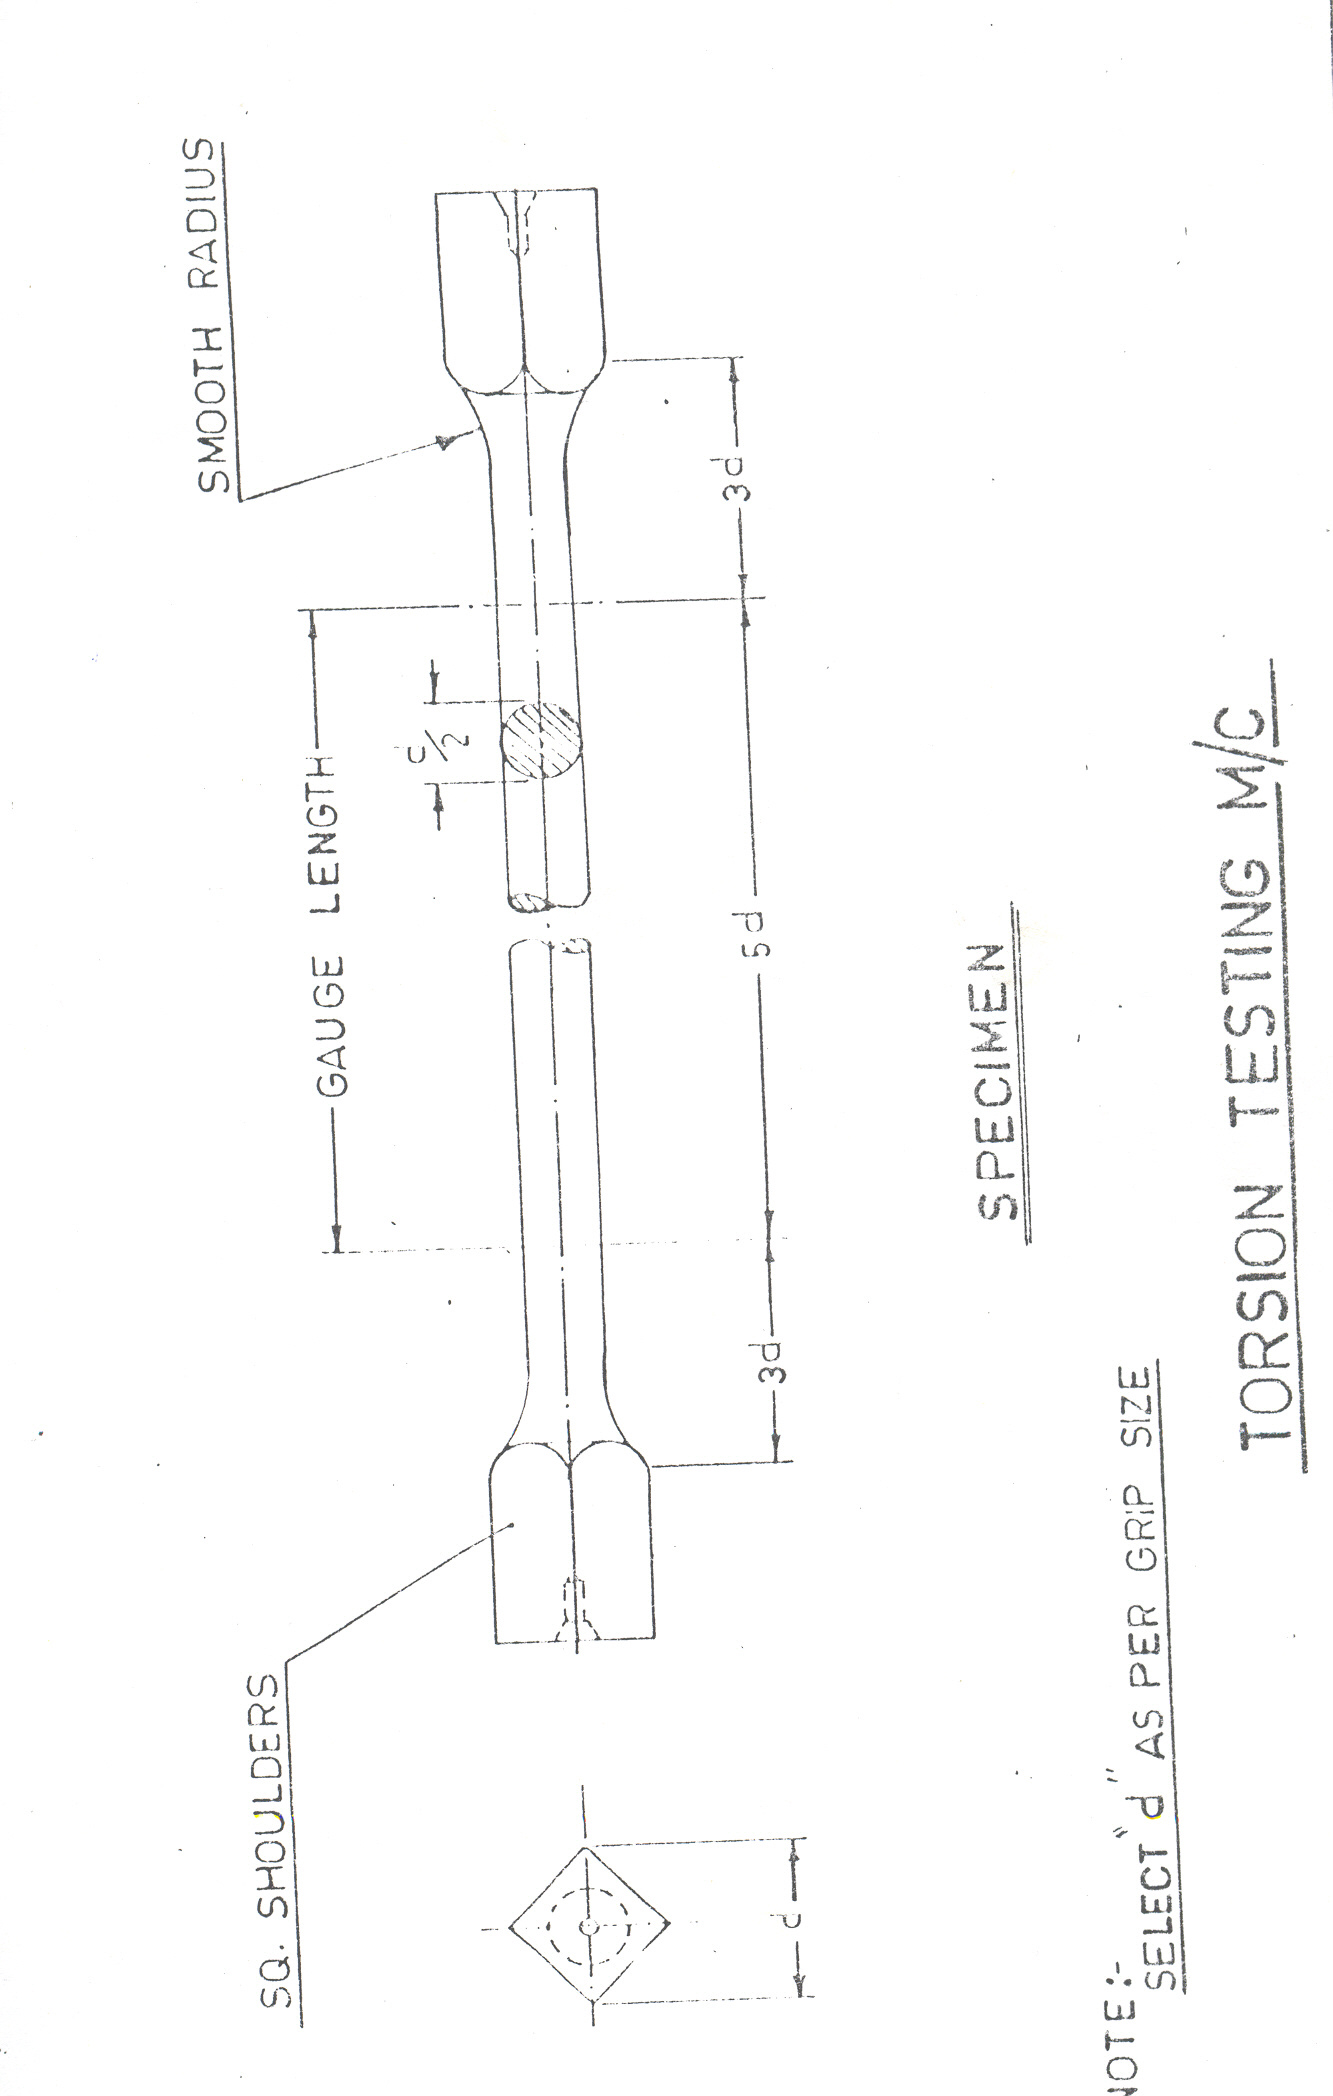 SMOOTH RADIUS
GAUGE LENGTH
d/2
SQ. SHOULDERS
3d
5d
3d
d
SPECIMEN
NOTE :-
SELECT "d" AS PER GRIP SIZE
TORSION TESTING M/C